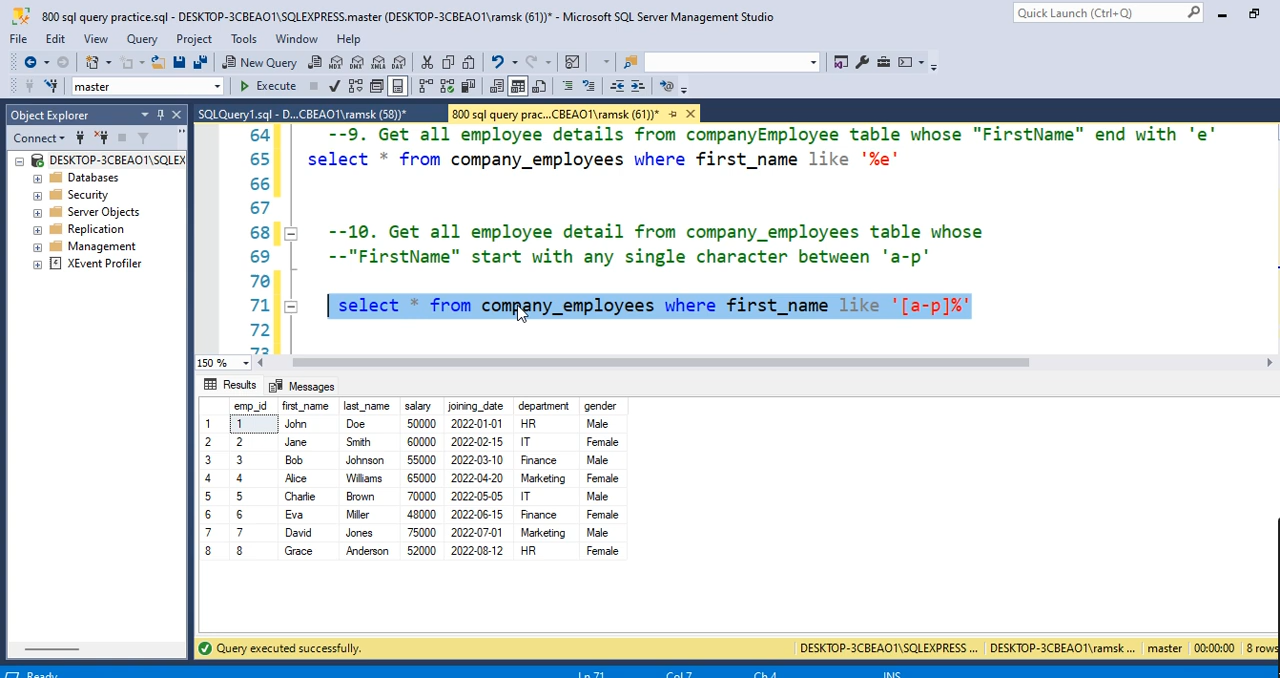 800 sql query practice.sql - DESKTOP-3CBEAO1\SQLEXPRESS.master (DESKTOP-3CBEAO1\ramsk (61))* - Microsoft SQL Server Management Studio
Quick Launch (Ctrl+Q)
File Edit View Query Project Tools Window Help
New Query
master
Execute
Object Explorer
SQLQuery1.sql - D...CBEAO1\ramsk (58))*
800 sql query prac...CBEAO1\ramsk (61))*
Connect
DESKTOP-3CBEAO1\SQLEX
Databases
Security
Server Objects
Replication
Management
XEvent Profiler
64 --9. Get all employee details from companyEmployee table whose "FirstName" end with 'e'
65 select * from company_employees where first_name like '%e'
66
67
68 --10. Get all employee detail from company_employees table whose
69 --"FirstName" start with any single character between 'a-p'
70
71 select * from company_employees where first_name like '[a-p]%'
72
73
150 %
Results Messages
emp_id first_name last_name salary joining_date department gender
1 1 John Doe 50000 2022-01-01 HR Male
2 2 Jane Smith 60000 2022-02-15 IT Female
3 3 Bob Johnson 55000 2022-03-10 Finance Male
4 4 Alice Williams 65000 2022-04-20 Marketing Female
5 5 Charlie Brown 70000 2022-05-05 IT Male
6 6 Eva Miller 48000 2022-06-15 Finance Female
7 7 David Jones 75000 2022-07-01 Marketing Male
8 8 Grace Anderson 52000 2022-08-12 HR Female
Query executed successfully.
DESKTOP-3CBEAO1\SQLEXPRESS ... DESKTOP-3CBEAO1\ramsk ... master 00:00:00 8 rows
Ready Ln 71 Col 7 Ch 4 INS